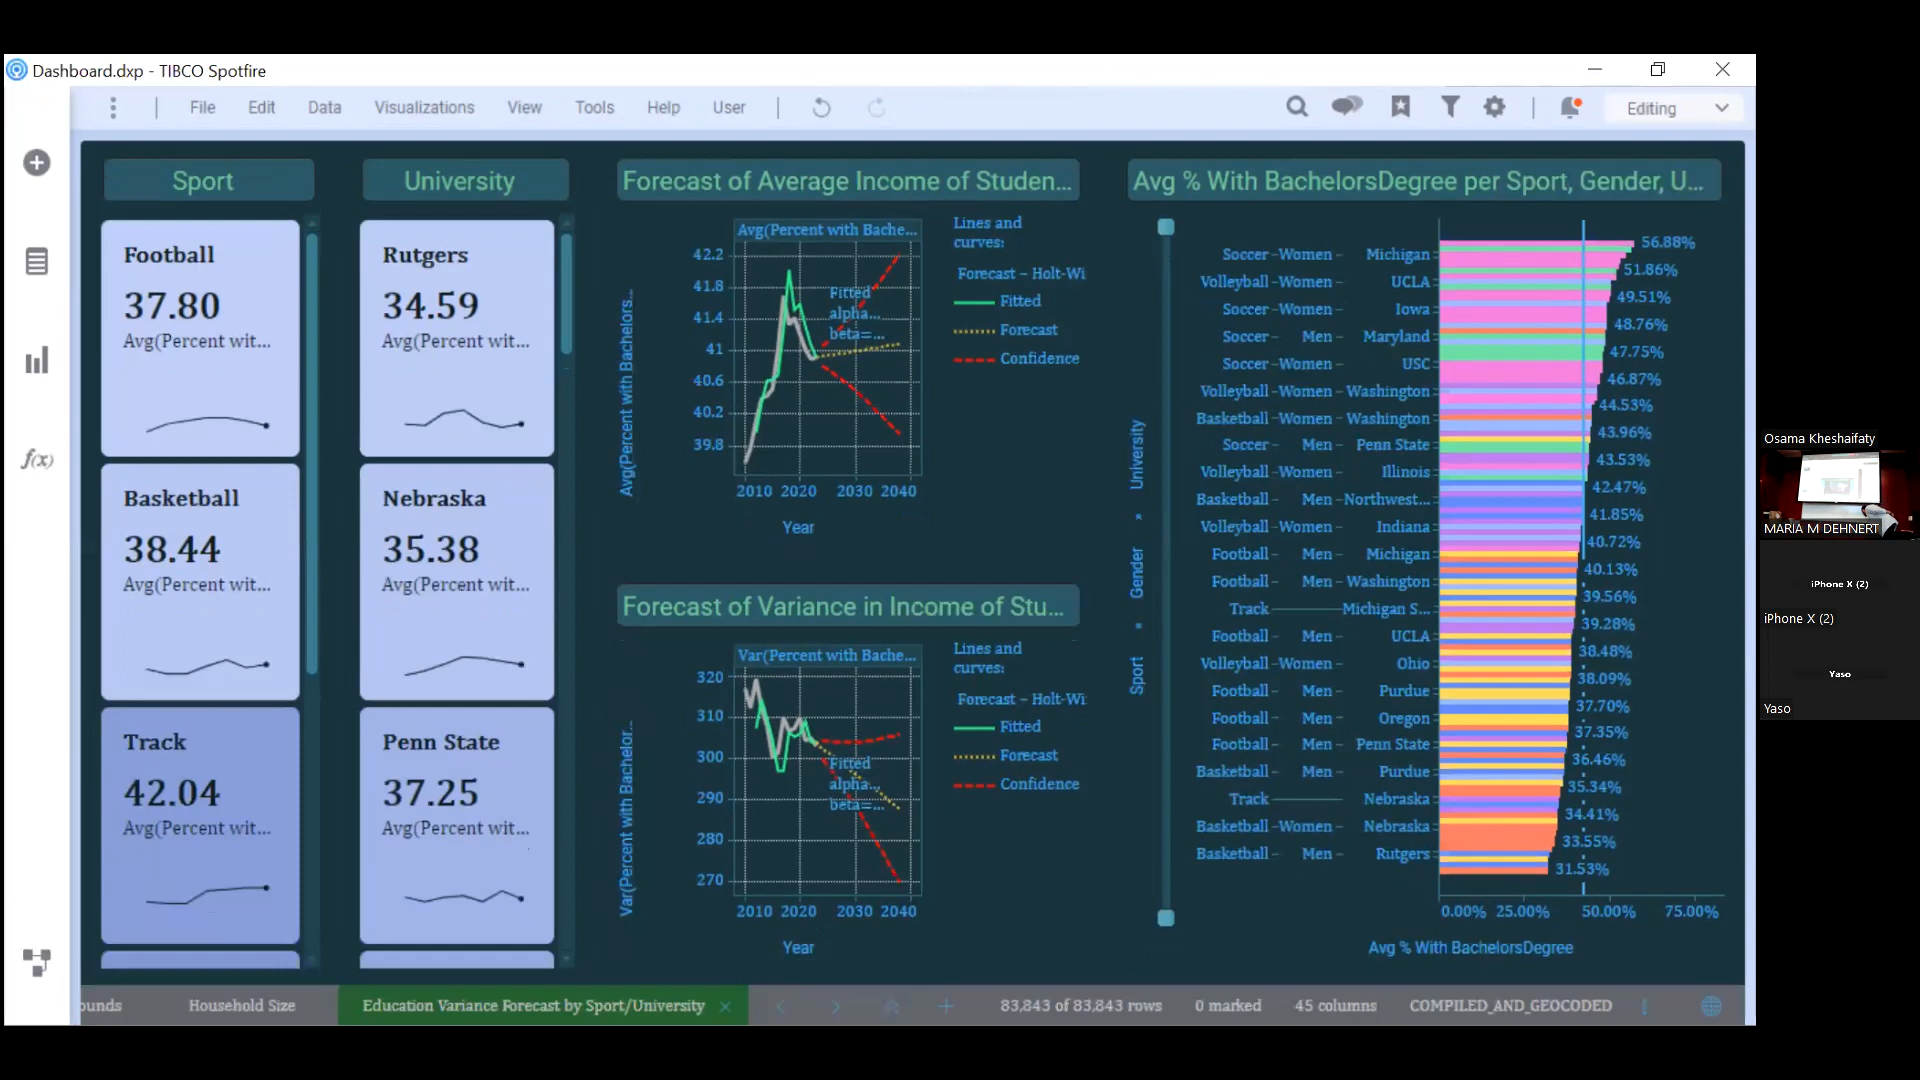 Dashboard.dxp - TIBCO Spotfire
File Edit Data Visualizations View Tools Help User Editing
f(x)
Sport
Football
37.80
Avg(Percent wit...
Basketball
38.44
Avg(Percent wit...
Track
42.04
Avg(Percent wit...
University
Rutgers
34.59
Avg(Percent wit...
Nebraska
35.38
Avg(Percent wit...
Penn State
37.25
Avg(Percent wit...
Forecast of Average Income of Studen...
Avg(Percent with Bache...
Avg(Percent with Bachelors...
42.2
41.8
41.4
41
40.6
40.2
39.8
Fitted
alpha...
beta=...
2010 2020 2030 2040
Year
Lines and
curves:
Forecast - Holt-Wi
Fitted
Forecast
Confidence
Forecast of Variance in Income of Stu...
Var(Percent with Bache...
Var(Percent with Bachelor...
320
310
300
290
280
270
Fitted
alpha...
beta=...
2010 2020 2030 2040
Year
Lines and
curves:
Forecast - Holt-Wi
Fitted
Forecast
Confidence
Avg % With BachelorsDegree per Sport, Gender, U...
Sport Gender University
Soccer Women Michigan 56.88%
Volleyball Women UCLA 51.86%
Soccer Women Iowa 49.51%
Soccer Men Maryland 48.76%
Soccer Women USC 47.75%
Volleyball Women Washington 46.87%
Basketball Women Washington 44.53%
Soccer Men Penn State 43.96%
Volleyball Women Illinois 43.53%
Basketball Men Northwest... 42.47%
Volleyball Women Indiana 41.85%
Football Men Michigan 40.72%
Football Men Washington 40.13%
Track Michigan S... 39.56%
Football Men UCLA 39.28%
Volleyball Women Ohio 38.48%
Football Men Purdue 38.09%
Football Men Oregon 37.70%
Football Men Penn State 37.35%
Basketball Men Purdue 36.46%
Track Nebraska 35.34%
Basketball Women Nebraska 34.41%
Basketball Men Rutgers 33.55%
31.53%
0.00% 25.00% 50.00% 75.00%
Avg % With BachelorsDegree
ounds Household Size Education Variance Forecast by Sport/University 83,843 of 83,843 rows 0 marked 45 columns COMPILED_AND_GEOCODED
Osama Kheshaifaty
MARIA M DEHNERT
iPhone X (2)
iPhone X (2)
Yaso
Yaso